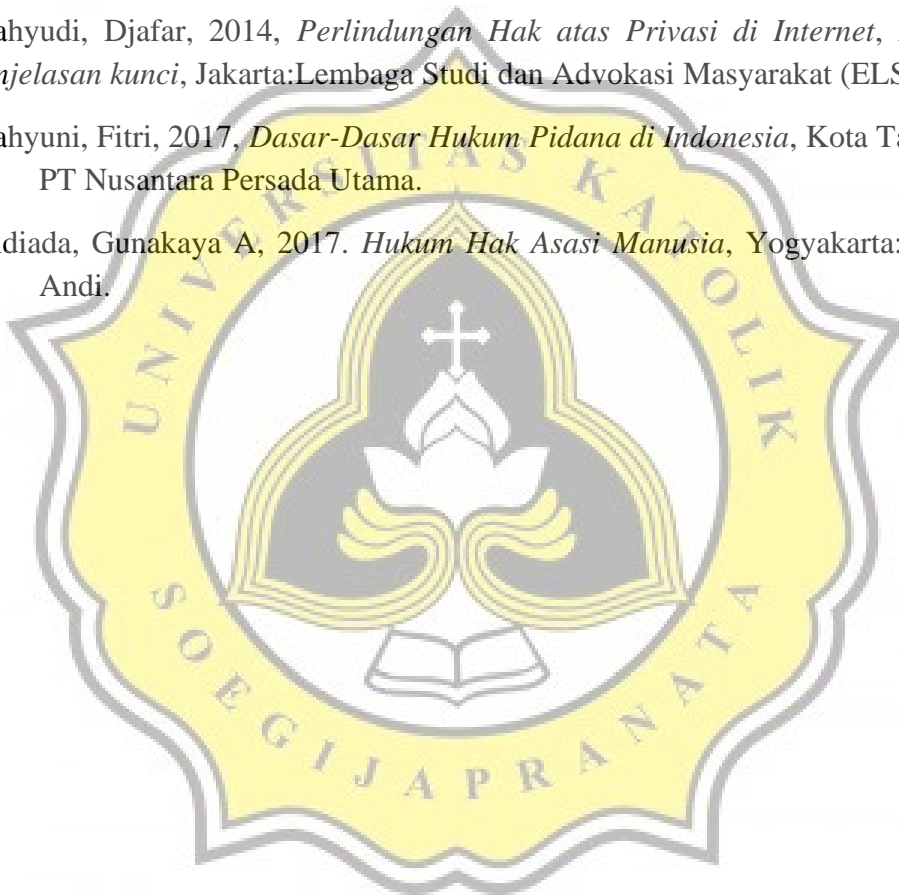 ahyudi, Djafar, 2014, Perlindungan Hak atas Privasi di Internet,
njelasan kunci, Jakarta:Lembaga Studi dan Advokasi Masyarakat (ELS
ahyuni, Fitri, 2017, Dasar-Dasar Hukum Pidana di Indonesia, Kota Ta
PT Nusantara Persada Utama.
diada, Gunakaya A, 2017. Hukum Hak Asasi Manusia, Yogyakarta:
Andi.
UNIVERSITAS KATOLIK
SOEGIJAPRANATA